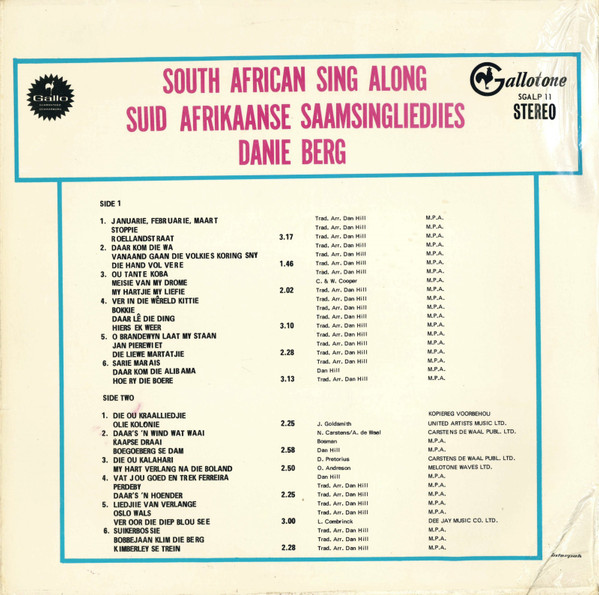 SOUTH AFRICAN SING ALONG
SUID AFRIKAANSE SAAMSINGLIEDJIES
DANIE BERG
Gallo
Gallotone
SGALP 11
STEREO
SIDE 1
1. JANUARIE, FEBRUARIE, MAART Trad. Arr. Dan Hill M.P.A.
STOPPIE Trad. Arr. Dan Hill M.P.A.
ROELLANDSTRAAT 3.17 Trad. Arr. Dan Hill M.P.A.
2. DAAR KOM DIE WA Trad. Arr. Dan Hill M.P.A.
VANAAND GAAN DIE VOLKIES KORING SNY Trad. Arr. Dan Hill M.P.A.
DIE HAND VOL VERE 1.46 Trad. Arr. Dan Hill M.P.A.
3. OU TANTE KOBA Trad. Arr. Dan Hill M.P.A.
MEISIE VAN MY DROME C. & W. Cooper M.P.A.
MY HARTJIE MY LIEFIE 2.02 Trad. Arr. Dan Hill M.P.A.
4. VER IN DIE WÊRELD KITTIE Trad. Arr. Dan Hill M.P.A.
BOKKIE Trad. Arr. Dan Hill M.P.A.
DAAR LÊ DIE DING Trad. Arr. Dan Hill M.P.A.
HIERS EK WEER 3.10 Trad. Arr. Dan Hill M.P.A.
5. O BRANDEWYN LAAT MY STAAN Trad. Arr. Dan Hill M.P.A.
JAN PIEREWIET Trad. Arr. Dan Hill M.P.A.
DIE LIEWE MARTATJIE 2.28 Trad. Arr. Dan Hill M.P.A.
6. SARIE MARAIS Trad. Arr. Dan Hill M.P.A.
DAAR KOM DIE ALIBAMA Dan Hill M.P.A.
HOE RY DIE BOERE 3.13 Trad. Arr. Dan Hill M.P.A.
SIDE TWO
1. DIE OU KRAALLIEDJIE KOPIEREG VOORBEHOU
OLIE KOLONIE 2.25 J. Goldsmith UNITED ARTISTS MUSIC LTD.
2. DAAR'S 'N WIND WAT WAAI N. Carstens/A. de Waal CARSTENS DE WAAL PUBL. LTD.
KAAPSE DRAAI Bosman M.P.A.
BOEGOEBERG SE DAM 2.58 Dan Hill M.P.A.
3. DIE OU KALAHARI D. Pretorius CARSTENS DE WAAL PUBL. LTD.
MY HART VERLANG NA DIE BOLAND 2.50 O. Andreson MELOTONE WAVES LTD.
4. VAT JOU GOED EN TREK FERREIRA Dan Hill M.P.A.
PERDEBY Trad. Arr. Dan Hill M.P.A.
DAAR'S 'N HOENDER 2.25 Trad. Arr. Dan Hill M.P.A.
5. LIEDJIIE VAN VERLANGE Trad. Arr. Dan Hill M.P.A.
OSLO WALS Trad. Arr. Dan Hill M.P.A.
VER OOR DIE DIEP BLOU SEE 3.00 L. Combrinck DEE JAY MUSIC CO. LTD.
6. SUIKERBOSSIE Trad. Arr. Dan Hill M.P.A.
BOBBEJAAN KLIM DIE BERG Trad. Arr. Dan Hill M.P.A.
KIMBERLEY SE TREIN 2.28 Trad. Arr. Dan Hill M.P.A.